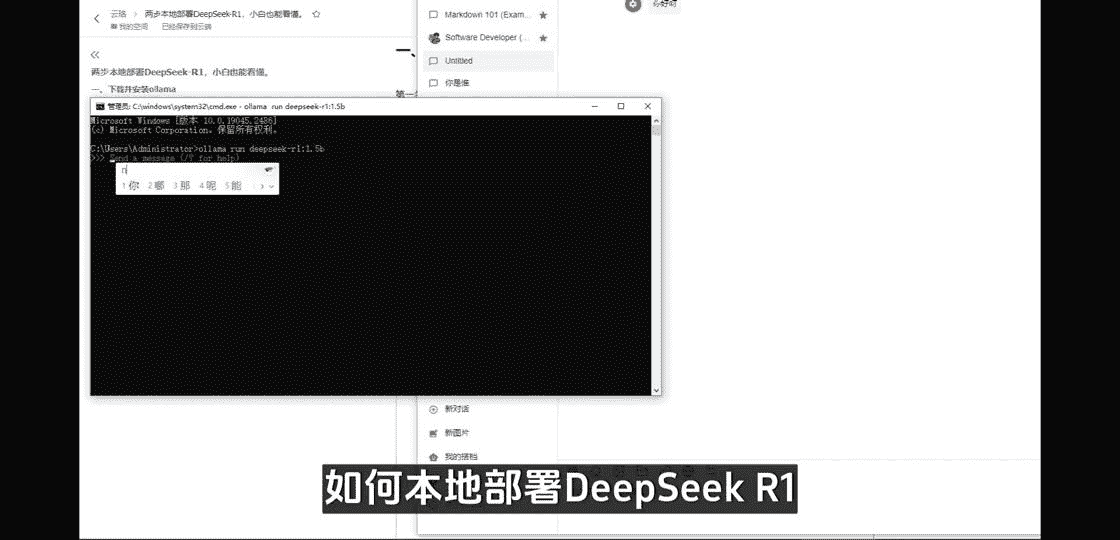 云珞 > 两步本地部署DeepSeek-R1，小白也能看懂。
我的空间 已经保存到云端
两步本地部署DeepSeek-R1，小白也能看懂。
一、下载并安装ollama
一、
Markdown 101 (Exam...
Software Developer (...
Untitled
你是谁
你好呀
管理员: C:\windows\system32\cmd.exe - ollama run deepseek-r1:1.5b
Microsoft Windows [版本 10.0.19045.2486]
(c) Microsoft Corporation。保留所有权利。
C:\Users\Administrator>ollama run deepseek-r1:1.5b
>>> Send a message (/? for help)
n
1 你 2 哪 3 那 4 呢 5 能
新对话
新图片
我的搭档
如何本地部署DeepSeek R1